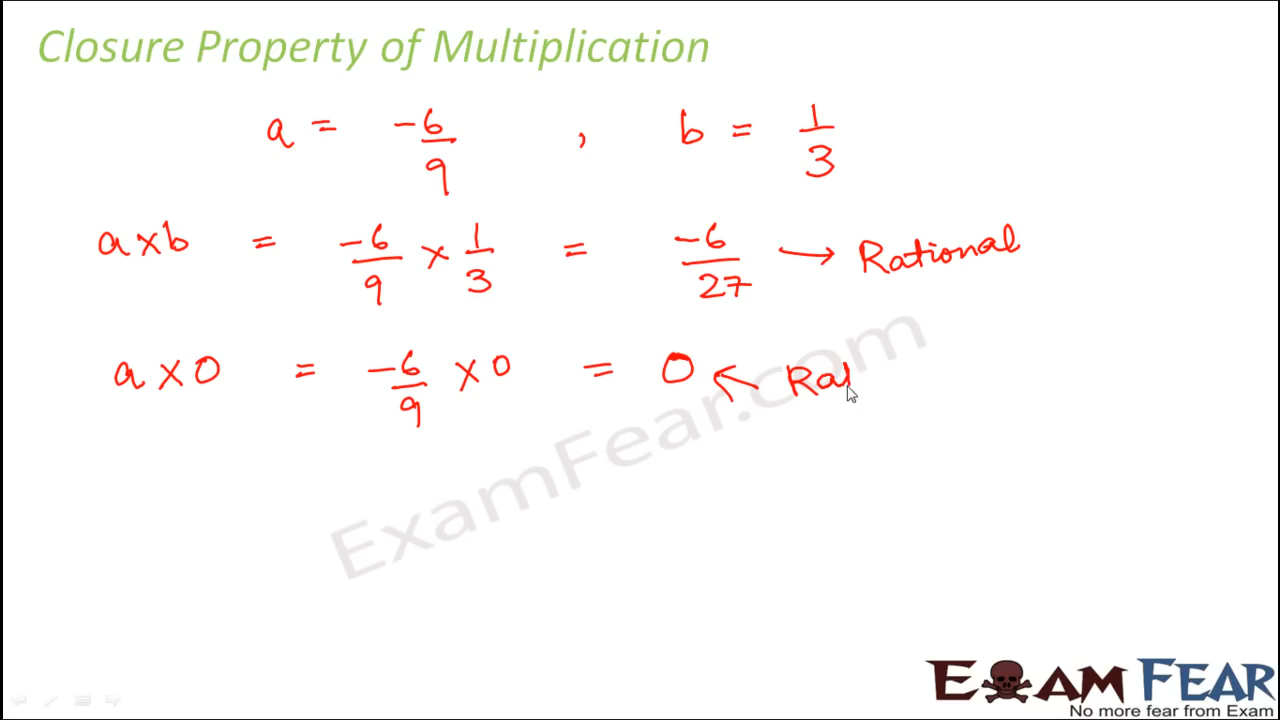 Closure Property of Multiplication
a = -6/9 , b = 1/3
a×b = -6/9 × 1/3 = -6/27 → Rational
a×0 = -6/9 ×0 = 0 ← Rat
ExamFear.com
EXAM FEAR
No more fear from Exam